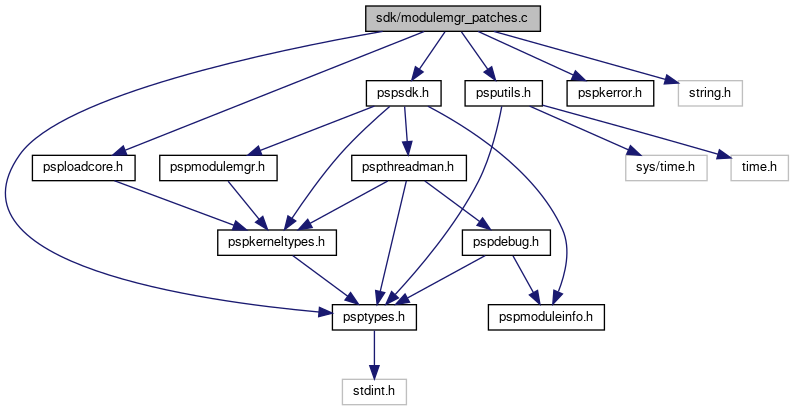 sdk/modulemgr_patches.c
pspsdk.h
psputils.h
pspkerror.h
string.h
psploadcore.h
pspmodulemgr.h
pspthreadman.h
sys/time.h
time.h
pspkerneltypes.h
pspdebug.h
psptypes.h
pspmoduleinfo.h
stdint.h